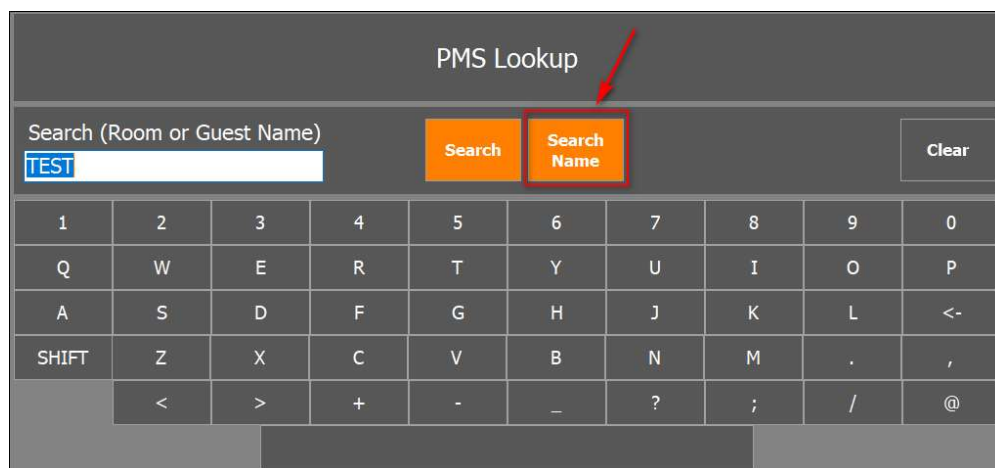 PMS Lookup
Search (Room or Guest Name)
TEST
Search
Search
Name
Clear
1 2 3 4 5 6 7 8 9 0
Q W E R T Y U I O P
A S D F G H J K L <-
SHIFT Z X C V B N M . ,
< > + - _ ? ; / @